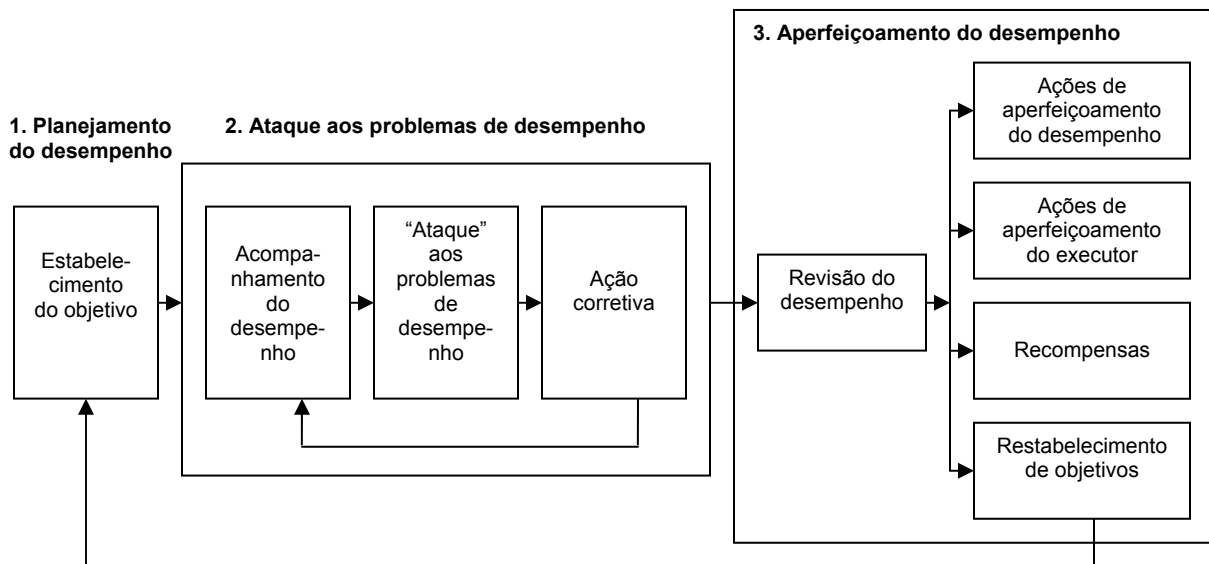 1. Planejamento
do desempenho
Estabele-
cimento
do objetivo
2. Ataque aos problemas de desempenho
Acompa-
nhamento
do
desempe-
nho
“Ataque”
aos
problemas
de
desempe-
nho
Ação
corretiva
3. Aperfeiçoamento do desempenho
Revisão do
desempenho
Ações de
aperfeiçoamento
do desempenho
Ações de
aperfeiçoamento
do executor
Recompensas
Restabelecimento
de objetivos